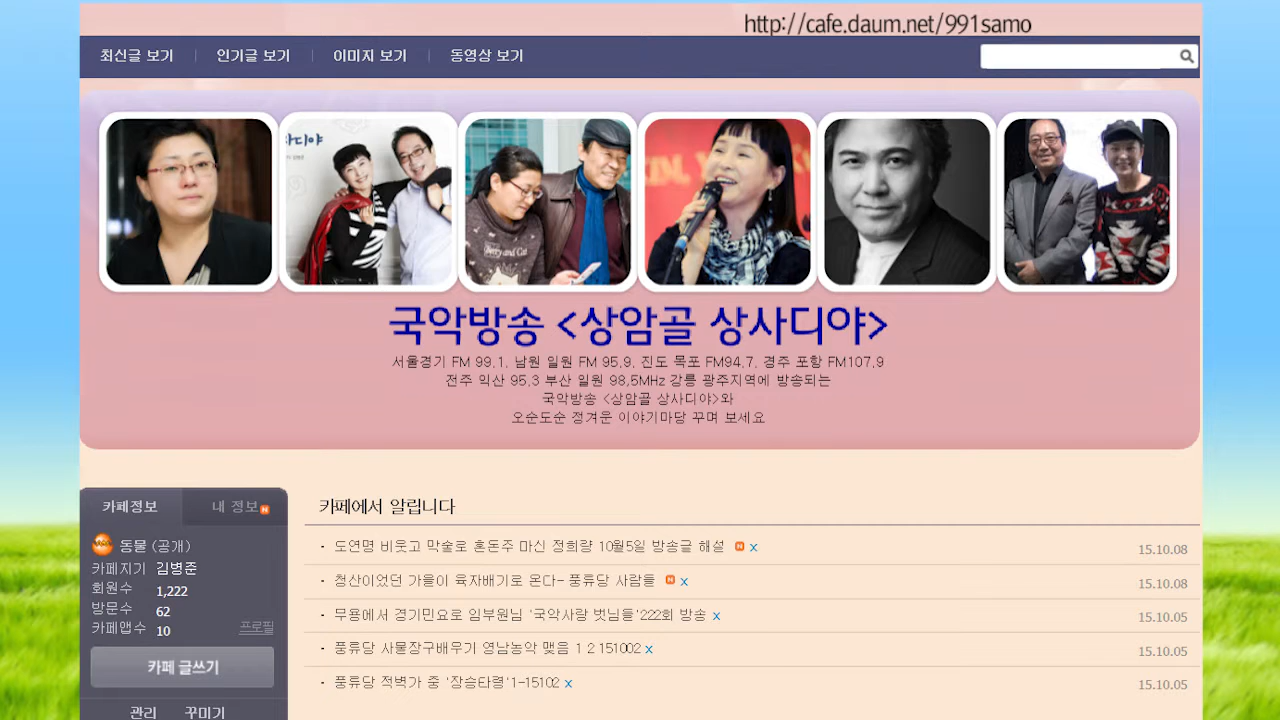 http://cafe.daum.net/991samo
최신글 보기 인기글 보기 이미지 보기 동영상 보기
국악방송 <상암골 상사디야>
서울경기 FM 99.1, 남원 일원 FM 95.9, 진도 목포 FM94.7, 경주 포항 FM107.9
전주 익산 95.3 부산 일원 98.5MHz 강릉 광주지역에 방송되는
국악방송 <상암골 상사디야>와
오순도순 정겨운 이야기마당 꾸며 보세요
카페정보 내 정보 N
동물 (공개)
카페지기 김병준
회원수 1,222
방문수 62
카페앱수 10 프로필
카페 글쓰기
관리 꾸미기
카페에서 알립니다
· 도연명 비웃고 막술로 혼돈주 마신 정희량 10월5일 방송글 해설 N x 15.10.08
· 청산이었던 가을이 육자배기로 온다- 풍류당 사람들 N x 15.10.08
· 무용에서 경기민요로 임부원님 '국악사랑 벗님들'222회 방송 x 15.10.05
· 풍류당 사물장구배우기 영남농악 맺음 1 2 151002 x 15.10.05
· 풍류당 적벽가 중 '장승타령'1-15102 x 15.10.05